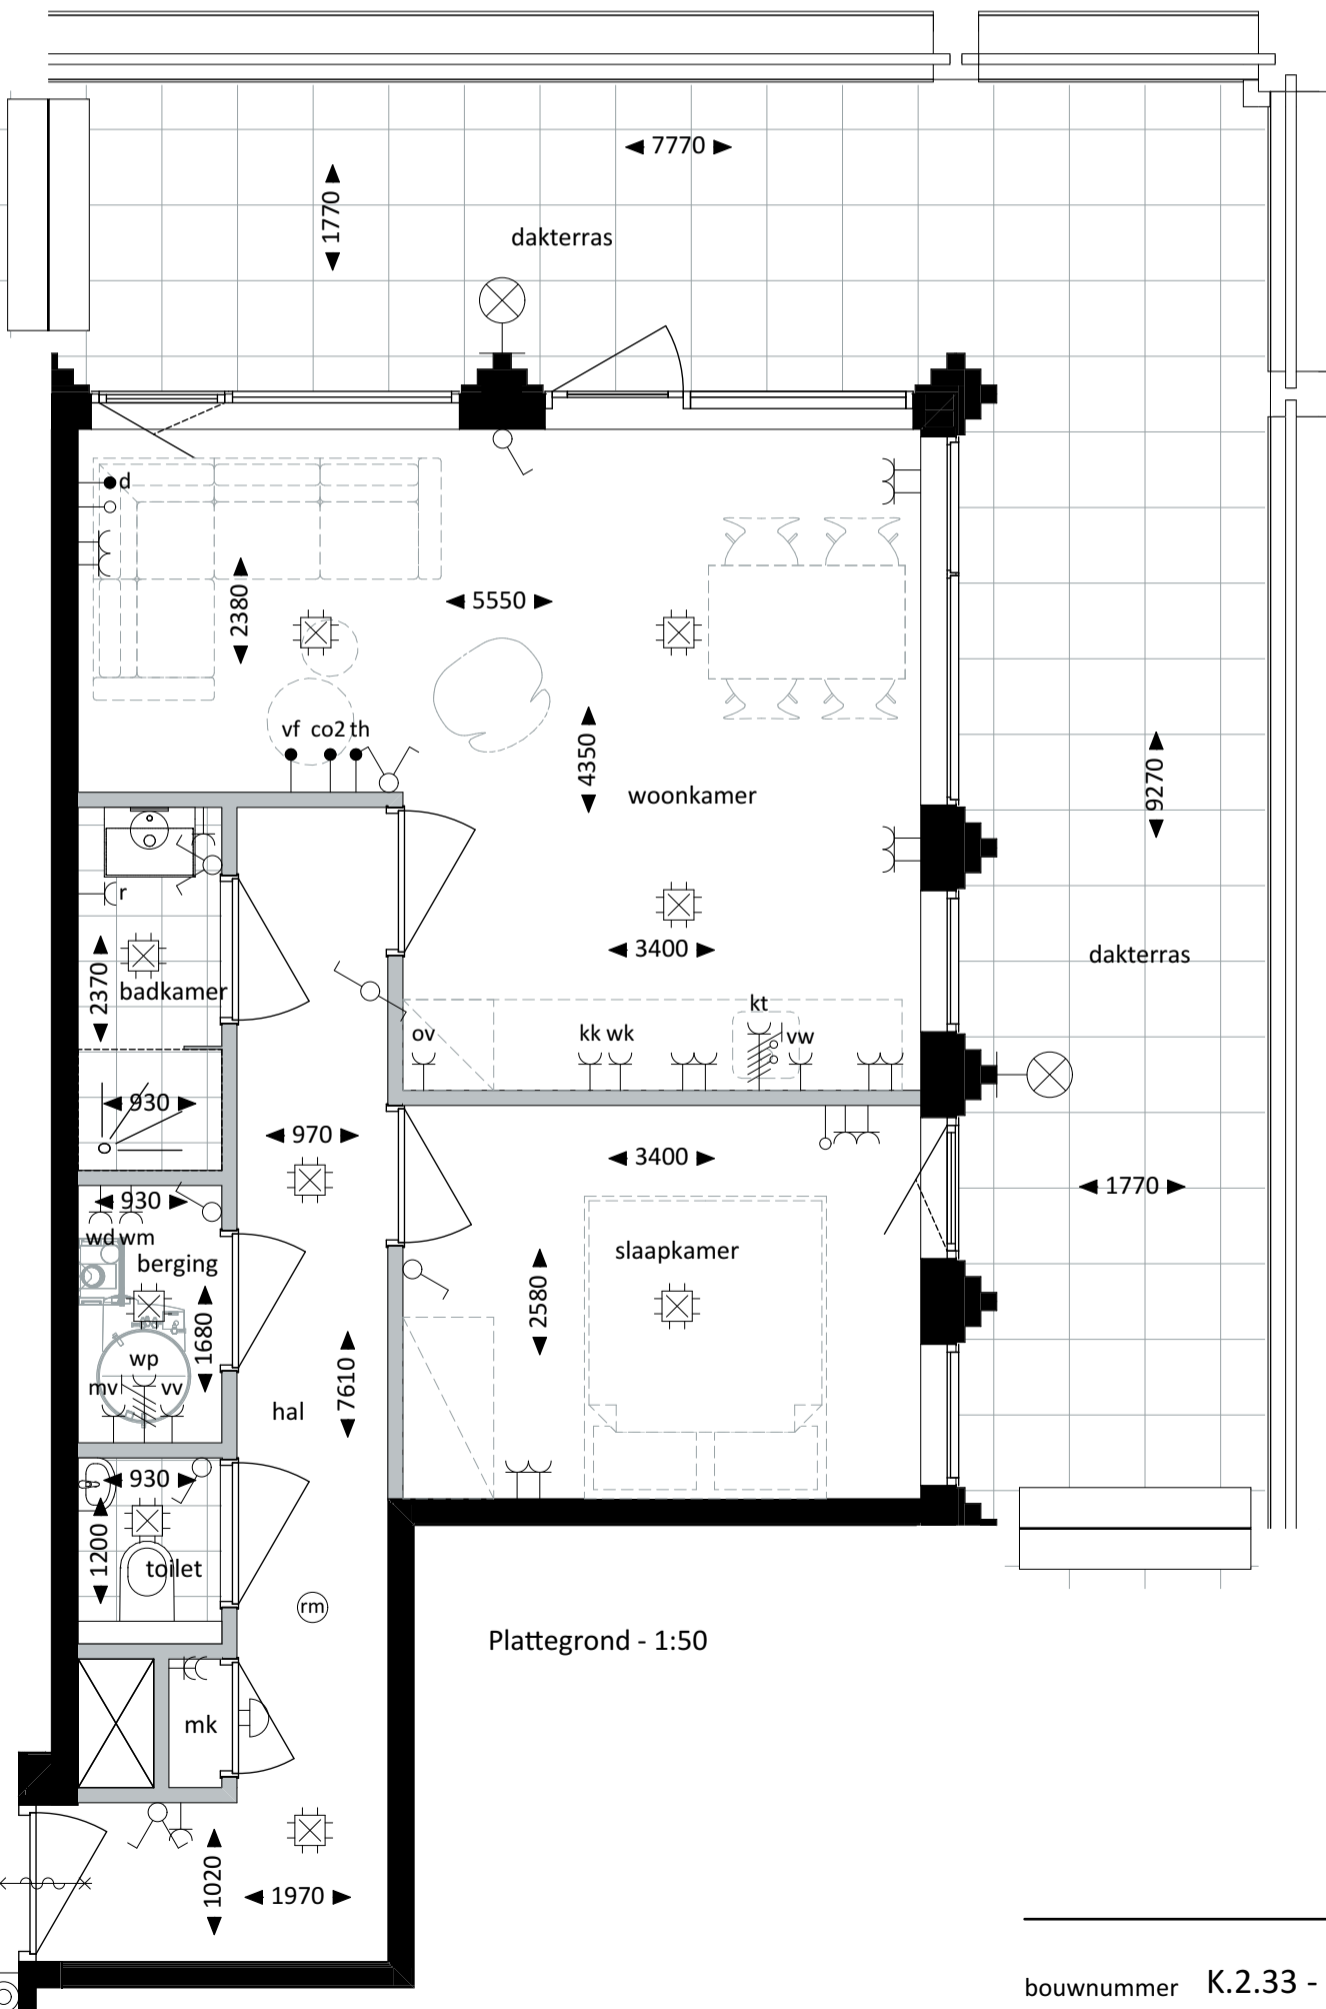 7770
1770
dakterras
d
2380
5550
vf co2 th
4350
woonkamer
9270
r
3400
dakterras
2370
badkamer
kt
ov
kk wk
vw
930
970
3400
1770
930
wd wm
berging
slaapkamer
2580
1680
wp
mv
vv
7610
hal
930
1200
toilet
rm
Plattegrond - 1:50
mk
1020
1970
bouwnummer K.2.33 -